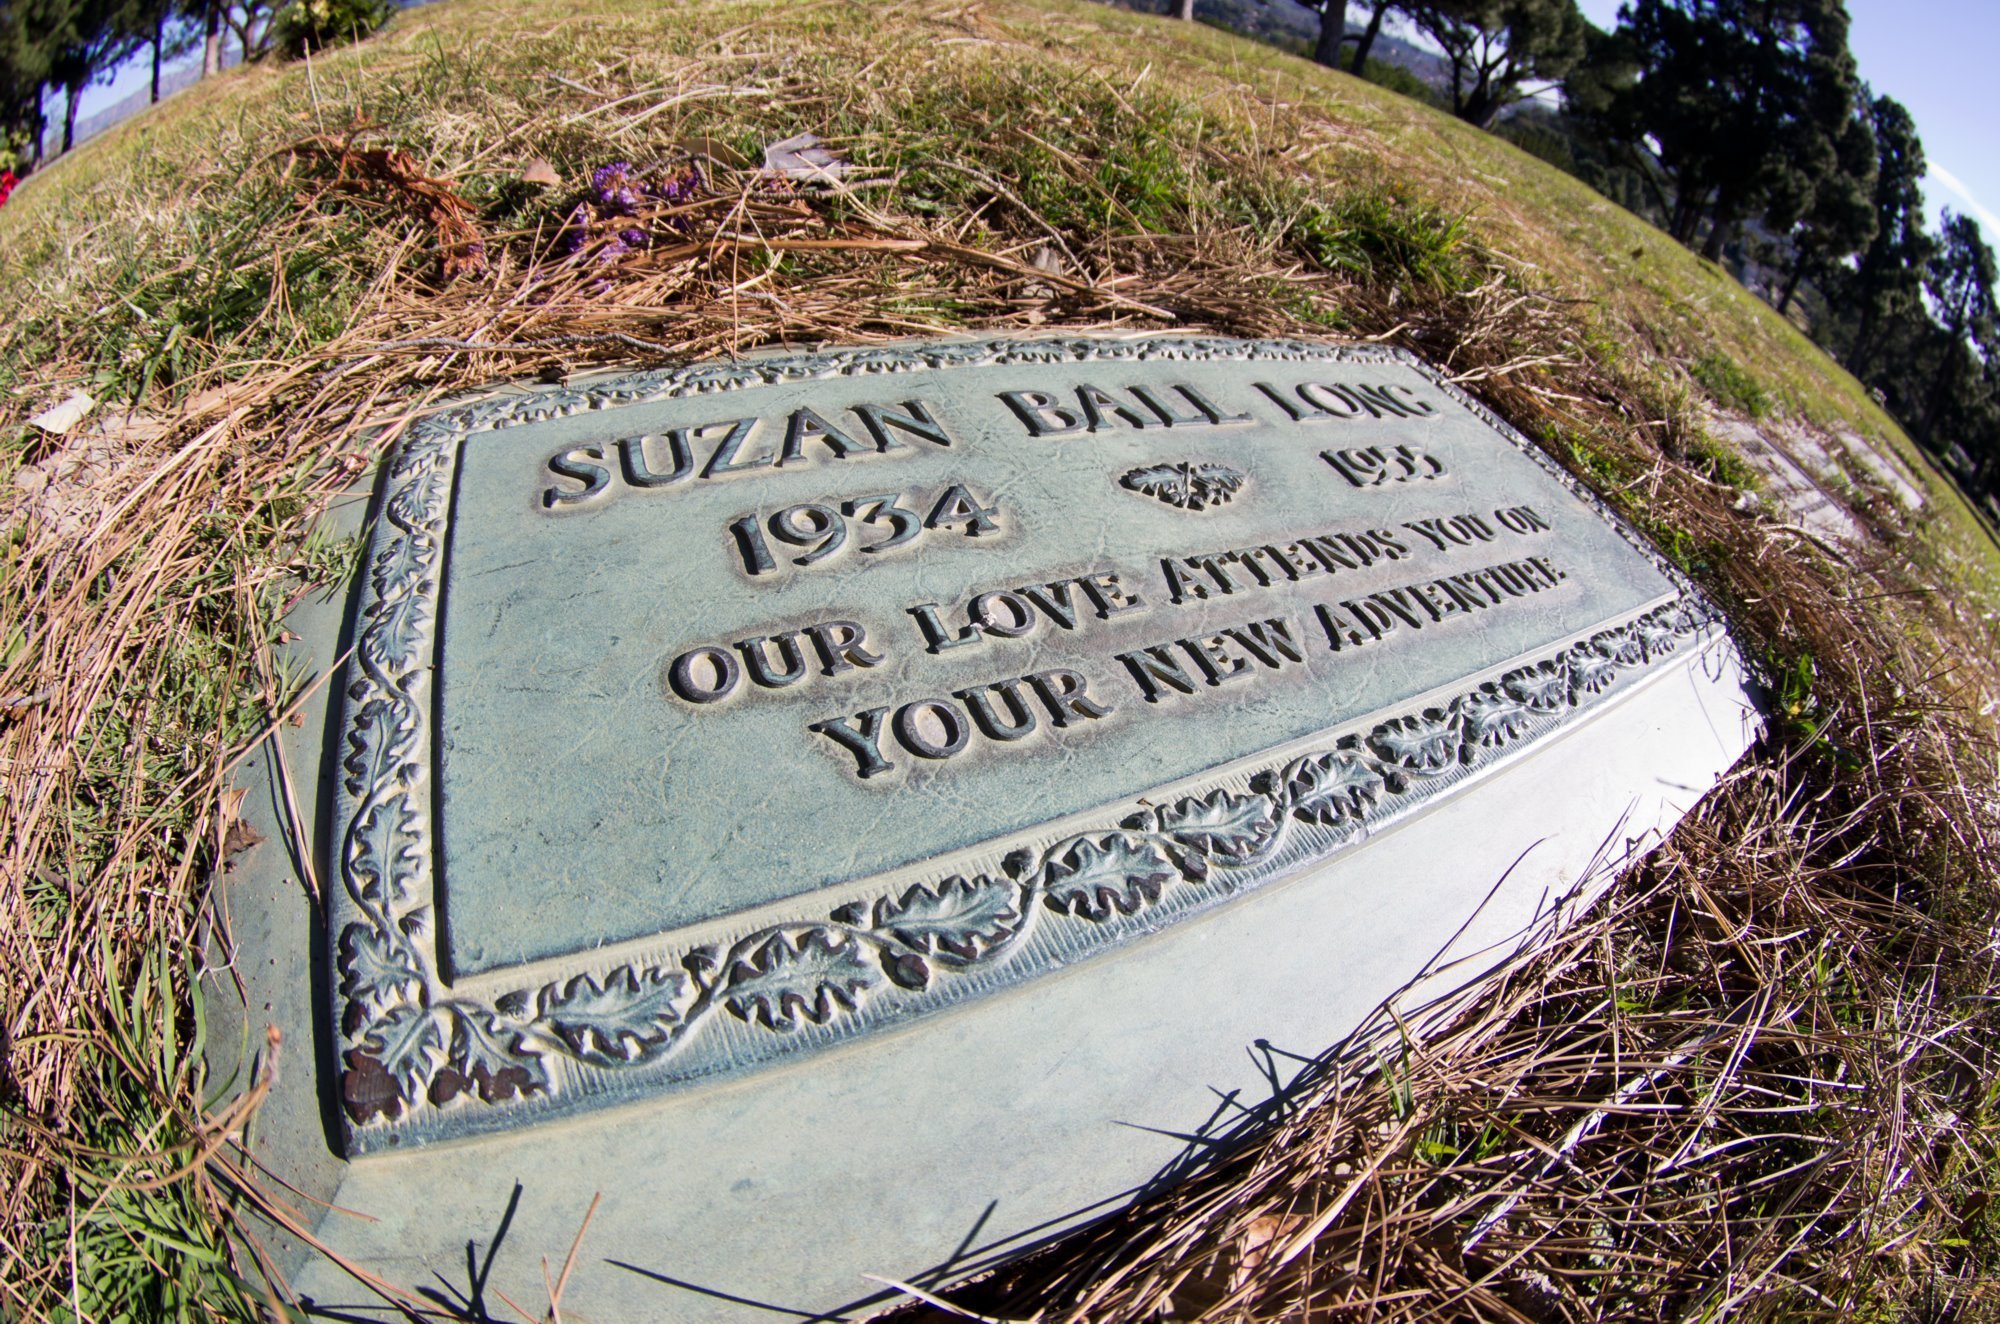 SUZAN BALL LONG
1934 1955
OUR LOVE ATTENDS YOU ON
YOUR NEW ADVENTURE